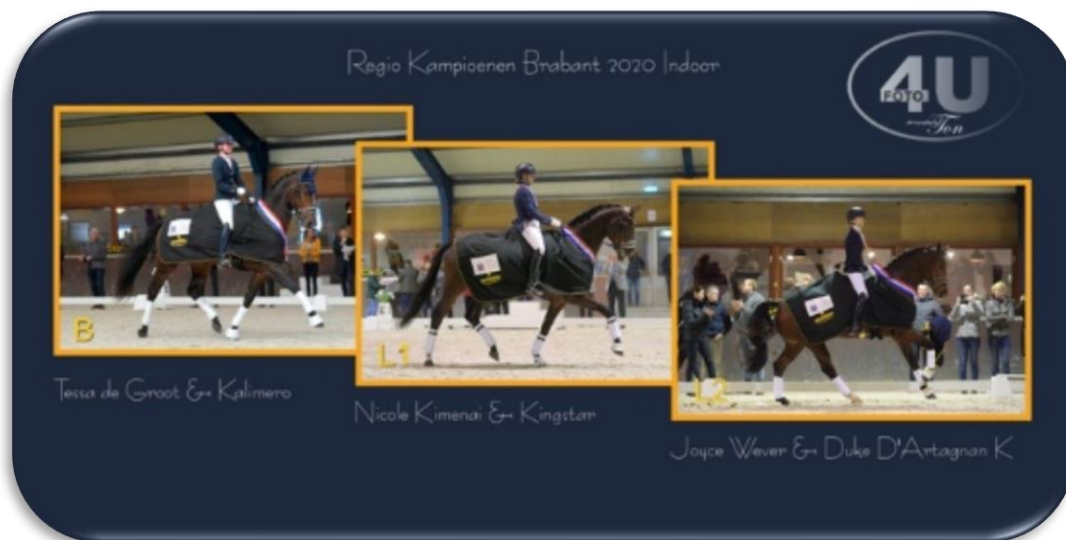 Regio Kampioenen Brabant 2020 Indoor
4U
FOTO
Ton
B
L1
L2
Tessa de Groot & Kalimero
Nicole Kimenai & Kingstar
Joyce Wever & Duke D'Artagnan K